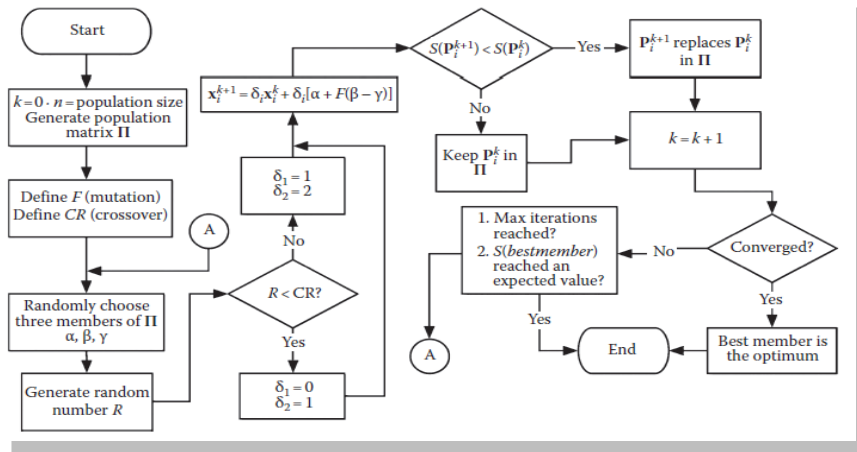 Start
k=0 · n=population size
Generate population
matrix Π
Define F (mutation)
Define CR (crossover)
A
Randomly choose
three members of Π
α, β, γ
Generate random
number R
x_i^{k+1} = δ_i x_i^k + δ_i[α + F(β – γ)]
δ₁ = 1
δ₂ = 2
No
R < CR?
Yes
δ₁ = 0
δ₂ = 1
S(P_i^{k+1}) < S(P_i^k)
Yes
P_i^{k+1} replaces P_i^k
in Π
No
Keep P_i^k in
Π
k = k + 1
1. Max iterations
reached?
2. S(bestmember)
reached an
expected value?
No
Converged?
Yes
Yes
A
End
Best member is
the optimum